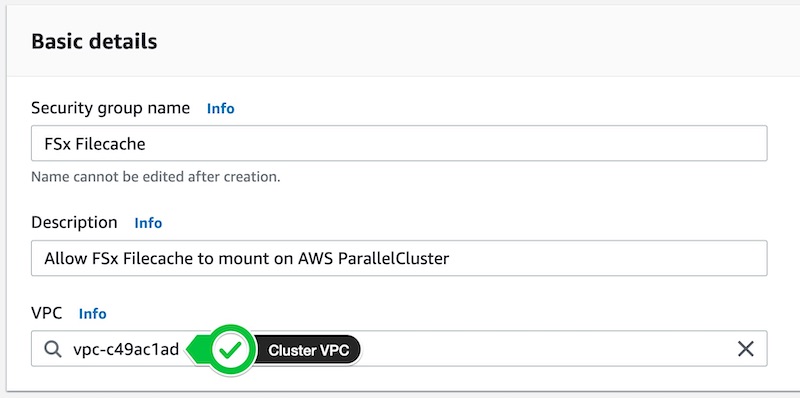 Basic details
Security group name Info
FSx Filecache
Name cannot be edited after creation.
Description Info
Allow FSx Filecache to mount on AWS ParallelCluster
VPC Info
vpc-c49ac1ad Cluster VPC